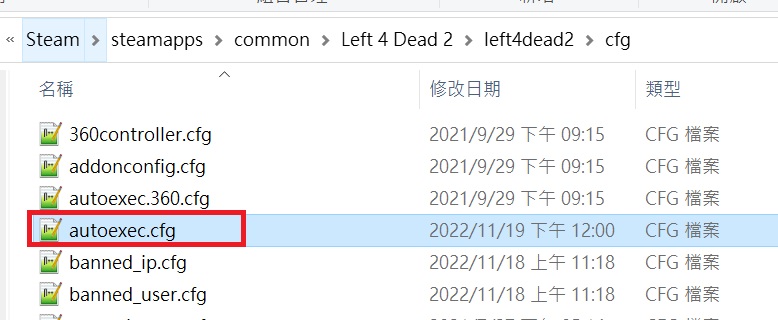 « Steam > steamapps > common > Left 4 Dead 2 > left4dead2 > cfg
名稱 修改日期 類型
360controller.cfg 2021/9/29 下午 09:15 CFG 檔案
addonconfig.cfg 2021/9/29 下午 09:15 CFG 檔案
autoexec.360.cfg 2021/9/29 下午 09:15 CFG 檔案
autoexec.cfg 2022/11/19 下午 12:00 CFG 檔案
banned_ip.cfg 2022/11/18 上午 11:18 CFG 檔案
banned_user.cfg 2022/11/18 上午 11:18 CFG 檔案